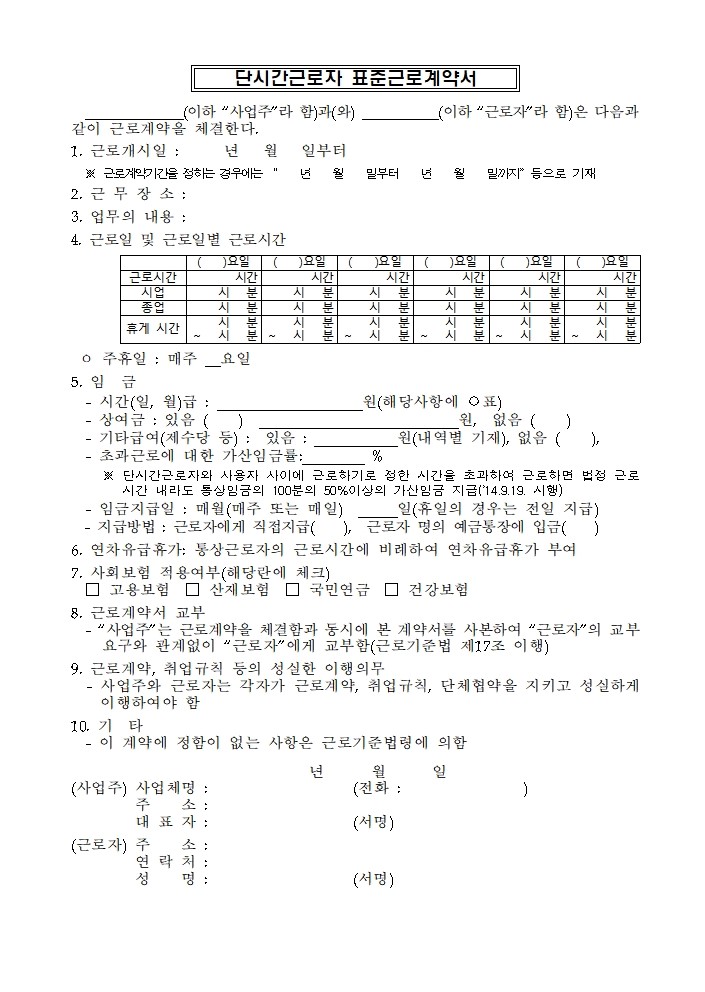 단시간근로자 표준근로계약서
__________(이하 “사업주”라 함)과(와) __________(이하 “근로자”라 함)은 다음과
같이 근로계약을 체결한다.
1. 근로개시일 : 년 월 일부터
※ 근로계약기간을 정하는 경우에는 “ 년 월 일부터 년 월 일까지” 등으로 기재
2. 근 무 장 소 :
3. 업무의 내용 :
4. 근로일 및 근로일별 근로시간
( )요일 ( )요일 ( )요일 ( )요일 ( )요일 ( )요일
근로시간 시간 시간 시간 시간 시간 시간
시업 시 분 시 분 시 분 시 분 시 분 시 분
종업 시 분 시 분 시 분 시 분 시 분 시 분
휴게 시간 시 분 시 분 시 분 시 분 시 분 시 분
~ 시 분 ~ 시 분 ~ 시 분 ~ 시 분 ~ 시 분 ~ 시 분
○ 주휴일 : 매주 __요일
5. 임 금
- 시간(일, 월)급 : __________원(해당사항에 ○표)
- 상여금 : 있음 ( ) __________원, 없음 ( )
- 기타급여(제수당 등) : 있음 : __________원(내역별 기재), 없음 ( ),
- 초과근로에 대한 가산임금률:________ %
※ 단시간근로자와 사용자 사이에 근로하기로 정한 시간을 초과하여 근로하면 법정 근로
시간 내라도 통상임금의 100분의 50%이상의 가산임금 지급(‘14.9.19. 시행)
- 임금지급일 : 매월(매주 또는 매일) _____일(휴일의 경우는 전일 지급)
- 지급방법 : 근로자에게 직접지급( ), 근로자 명의 예금통장에 입금( )
6. 연차유급휴가: 통상근로자의 근로시간에 비례하여 연차유급휴가 부여
7. 사회보험 적용여부(해당란에 체크)
□ 고용보험 □ 산재보험 □ 국민연금 □ 건강보험
8. 근로계약서 교부
- “사업주”는 근로계약을 체결함과 동시에 본 계약서를 사본하여 “근로자”의 교부
요구와 관계없이 “근로자”에게 교부함(근로기준법 제17조 이행)
9. 근로계약, 취업규칙 등의 성실한 이행의무
- 사업주와 근로자는 각자가 근로계약, 취업규칙, 단체협약을 지키고 성실하게
이행하여야 함
10. 기 타
- 이 계약에 정함이 없는 사항은 근로기준법령에 의함
년 월 일
(사업주) 사업체명 : (전화 : )
주 소 :
대 표 자 : (서명)
(근로자) 주 소 :
연 락 처 :
성 명 : (서명)